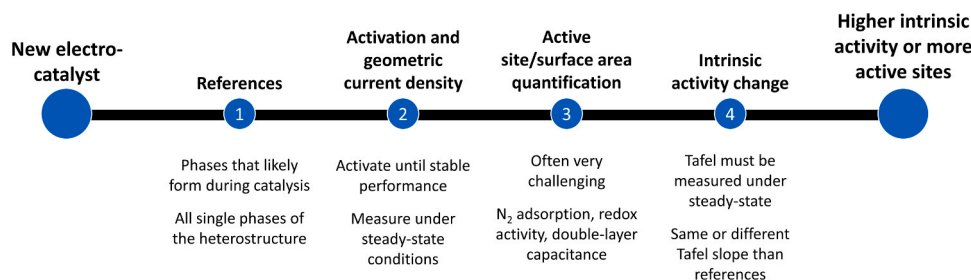 New electro-
catalyst
References
1
Phases that likely
form during catalysis
All single phases of
the heterostructure
Activation and
geometric
current density
2
Activate until stable
performance
Measure under
steady-state
conditions
Active
site/surface area
quantification
3
Often very
challenging
N₂ adsorption, redox
activity, double-layer
capacitance
Intrinsic
activity change
4
Tafel must be
measured under
steady-state
Same or different
Tafel slope than
references
Higher intrinsic
activity or more
active sites